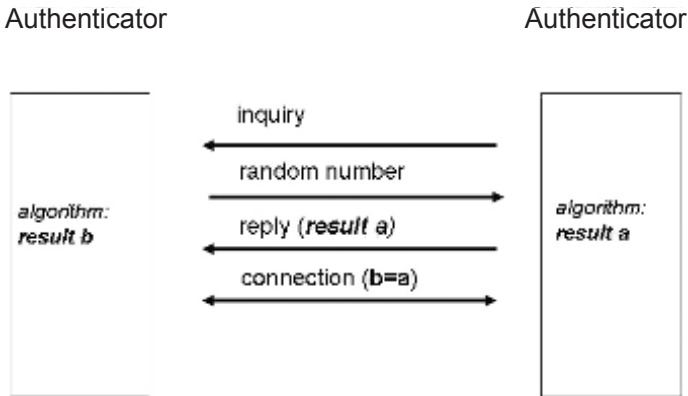 Authenticator
Authenticator
inquiry
random number
algorithm:
result b
reply (result a)
algorithm:
result a
connection (b=a)